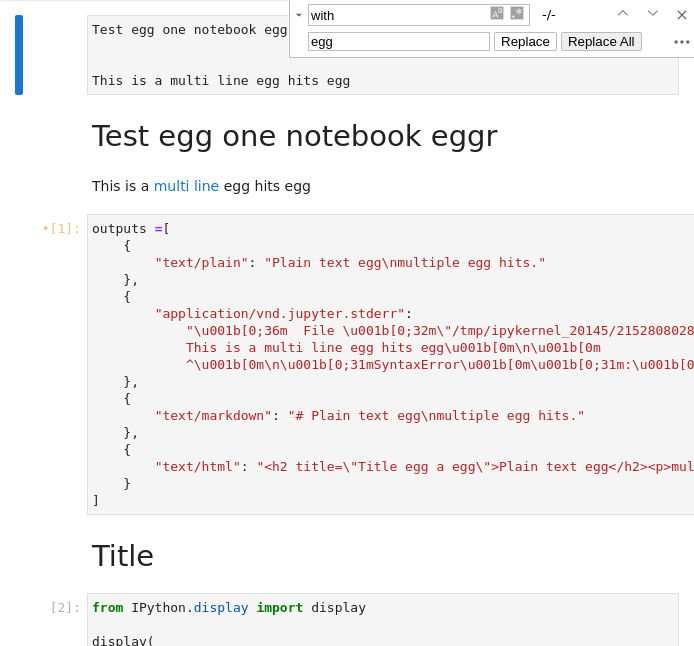 with
-/-
egg
Replace
Replace All
Test egg one notebook egg
This is a multi line egg hits egg
Test egg one notebook eggr
This is a multi line egg hits egg
•[1]:
outputs =[
{
"text/plain": "Plain text egg\nmultiple egg hits."
},
{
"application/vnd.jupyter.stderr":
"\u001b[0;36m  File \u001b[0;32m\"/tmp/ipykernel_20145/2152808028
This is a multi line egg hits egg\u001b[0m\n\u001b[0m
^\u001b[0m\n\u001b[0;31mSyntaxError\u001b[0m\u001b[0;31m:\u001b[0
},
{
"text/markdown": "# Plain text egg\nmultiple egg hits."
},
{
"text/html": "<h2 title=\"Title egg a egg\">Plain text egg</h2><p>mul
}
]
Title
[2]:
from IPython.display import display
display(